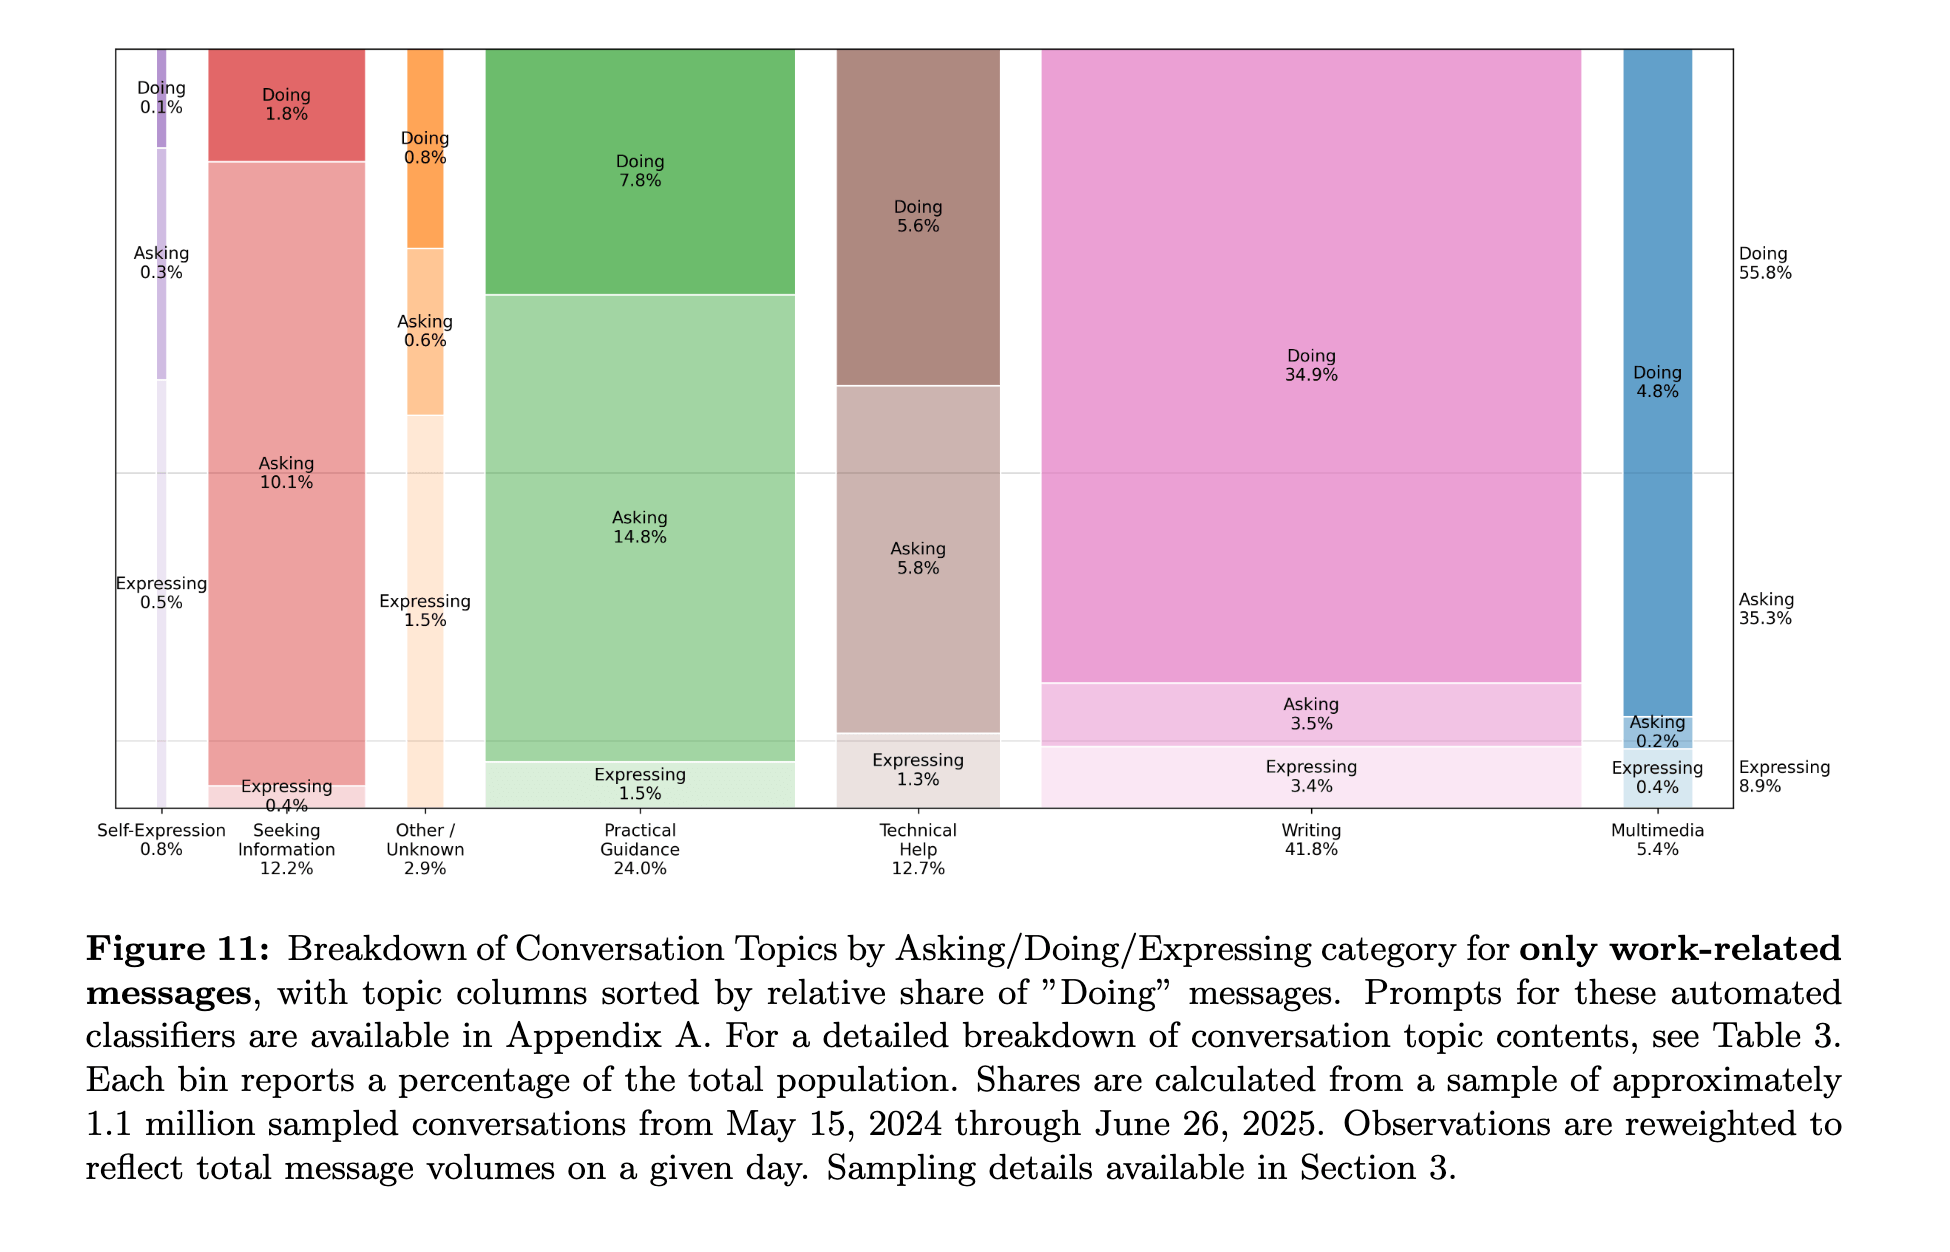 Doing
0.1%
Asking
0.3%
Expressing
0.5%
Doing
1.8%
Asking
10.1%
Expressing
0.4%
Doing
0.8%
Asking
0.6%
Expressing
1.5%
Doing
7.8%
Asking
14.8%
Expressing
1.5%
Doing
5.6%
Asking
5.8%
Expressing
1.3%
Doing
34.9%
Asking
3.5%
Expressing
3.4%
Doing
4.8%
Asking
0.2%
Expressing
0.4%
Doing
55.8%
Asking
35.3%
Expressing
8.9%
Self-Expression
0.8%
Seeking
Information
12.2%
Other /
Unknown
2.9%
Practical
Guidance
24.0%
Technical
Help
12.7%
Writing
41.8%
Multimedia
5.4%
Figure 11: Breakdown of Conversation Topics by Asking/Doing/Expressing category for only work-related
messages, with topic columns sorted by relative share of ”Doing” messages. Prompts for these automated
classifiers are available in Appendix A. For a detailed breakdown of conversation topic contents, see Table 3.
Each bin reports a percentage of the total population. Shares are calculated from a sample of approximately
1.1 million sampled conversations from May 15, 2024 through June 26, 2025. Observations are reweighted to
reflect total message volumes on a given day. Sampling details available in Section 3.